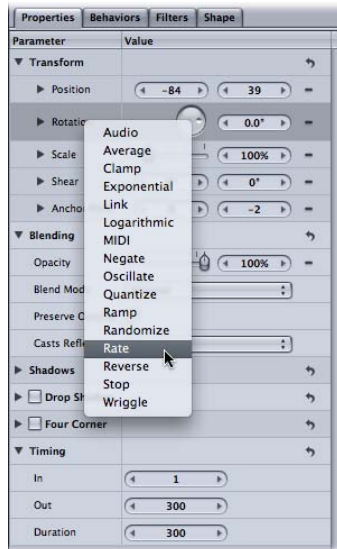 Properties Behaviors Filters Shape
Parameter Value
Transform
Position -84 39
Rotatio 0.0°
Audio
Average
Scale 100%
Clamp
Exponential
Shear 0°
Link
Ancho -2
Logarithmic
MIDI
Blending
Negate
Opacity 100%
Oscillate
Blend Mod
Quantize
Ramp
Preserve O
Randomize
Casts Refle
Rate
Shadows
Reverse
Stop
Drop Sh
Wriggle
Four Corner
Timing
In 1
Out 300
Duration 300